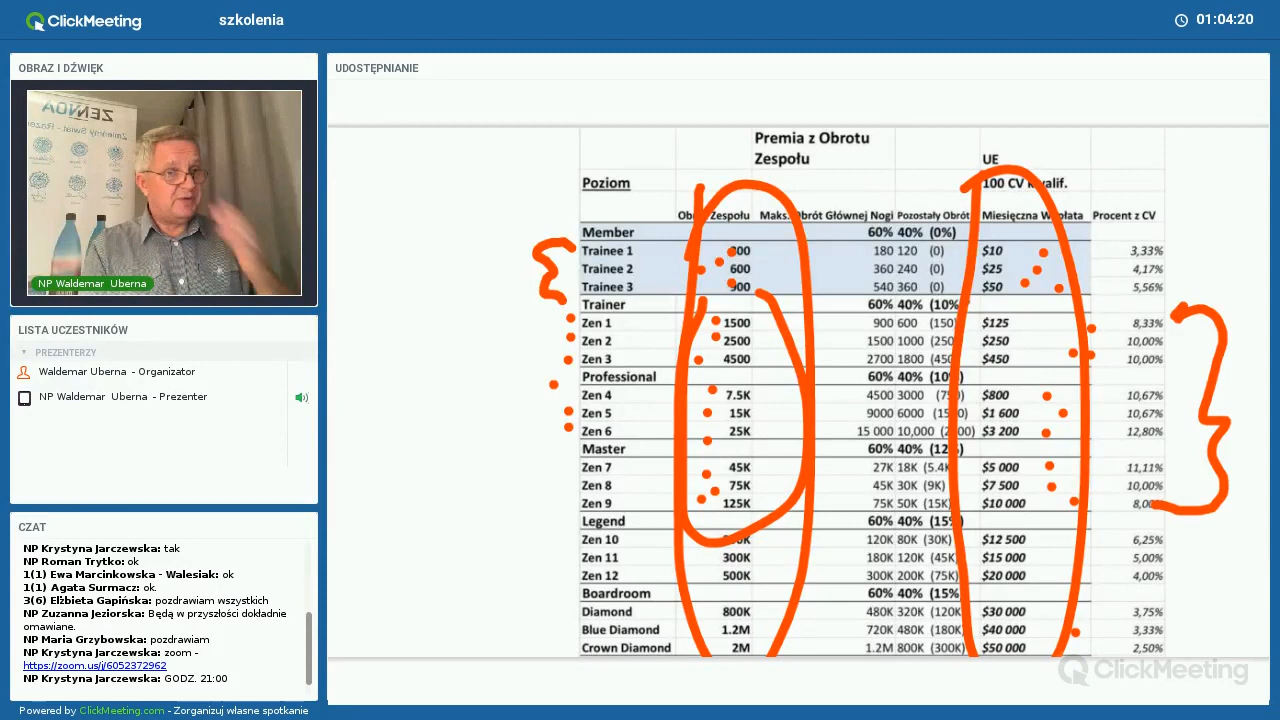 ClickMeeting
szkolenia
01:04:20
OBRAZ I DŹWIĘK
ZENNOA
NP Waldemar Uberna
LISTA UCZESTNIKÓW
PREZENTERZY
Waldemar Uberna - Organizator
NP Waldemar Uberna - Prezenter
CZAT
NP Krystyna Jarczewska: tak
NP Roman Trytko: ok
1(1) Ewa Marcinkowska - Walesiak: ok
1(1) Agata Surmacz: ok.
3(6) Elżbieta Gapińska: pozdrawiam wszystkich
NP Zuzanna Jeziorska: Będą w przyszłości dokładnie
omawiane.
NP Maria Grzybowska: pozdrawiam
NP Krystyna Jarczewska: zoom -
https://zoom.us/j/6052372962
NP Krystyna Jarczewska: GODZ. 21:00
Powered by ClickMeeting.com - Zorganizuj własne spotkanie
UDOSTĘPNIANIE
Premia z Obrotu
Zespołu UE
Poziom 100 CV
Zespołu Maks. Obrót Głównej Nogi Pozostały Obrót Miesięczna Wpłata Procent z CV
Member 60% 40% (0%)
Trainee 1 300 180 120 (0) $10 3,33%
Trainee 2 600 360 240 (0) $25 4,17%
Trainee 3 900 540 360 (0) $50 5,56%
Trainer 60% 40% (10%)
Zen 1 1500 900 600 (150) $125 8,33%
Zen 2 2500 1500 1000 (250) $250 10,00%
Zen 3 4500 2700 1800 (450) $450 10,00%
Professional 60% 40% (10%)
Zen 4 7.5K 4500 3000 $800 10,67%
Zen 5 15K 9000 6000 $1 600 10,67%
Zen 6 25K 15 000 10,000 $3 200 12,80%
Master 60% 40%
Zen 7 45K 27K 18K (5.4K) $5 000 11,11%
Zen 8 75K 45K 30K (9K) $7 500 10,00%
Zen 9 125K 75K 50K (15K) $10 000
Legend 60% 40% (15%)
Zen 10 120K 80K (30K) $12 500 6,25%
Zen 11 300K 180K 120K (45K) $15 000 5,00%
Zen 12 500K 300K 200K (75K) $20 000 4,00%
Boardroom 60% 40% (15%)
Diamond 800K 480K 320K (120K) $30 000 3,75%
Blue Diamond 1.2M 720K 480K (180K) $40 000 3,33%
Crown Diamond 2M 1.2M 800K (300K) $50 000 2,50%
ClickMeeting